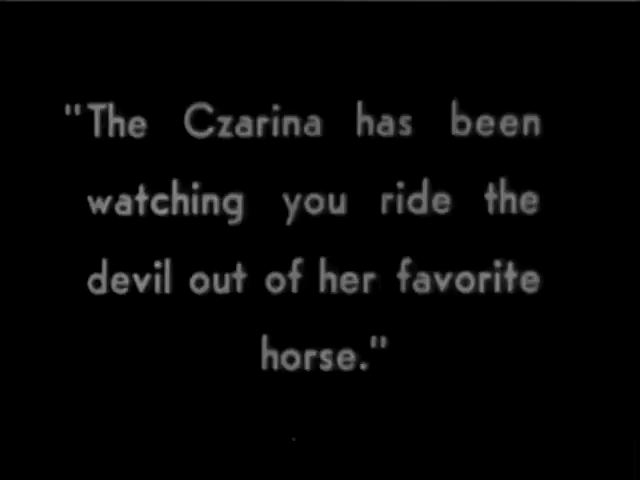 "The Czarina has been
watching you ride the
devil out of her favorite
horse."